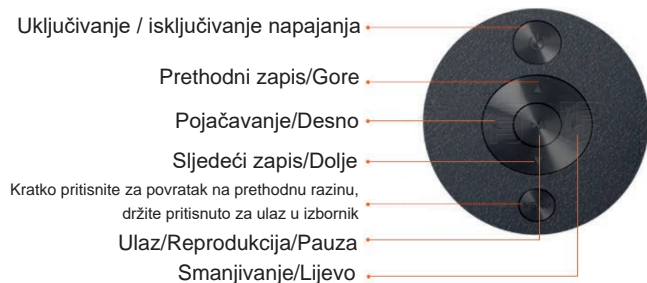 Uključivanje / isključivanje napajanja
Prethodni zapis/Gore
Pojačavanje/Desno
Sljedeći zapis/Dolje
Kratko pritisnite za povratak na prethodnu razinu,
držite pritisnuto za ulaz u izbornik
Ulaz/Reprodukcija/Pauza
Smanjivanje/Lijevo